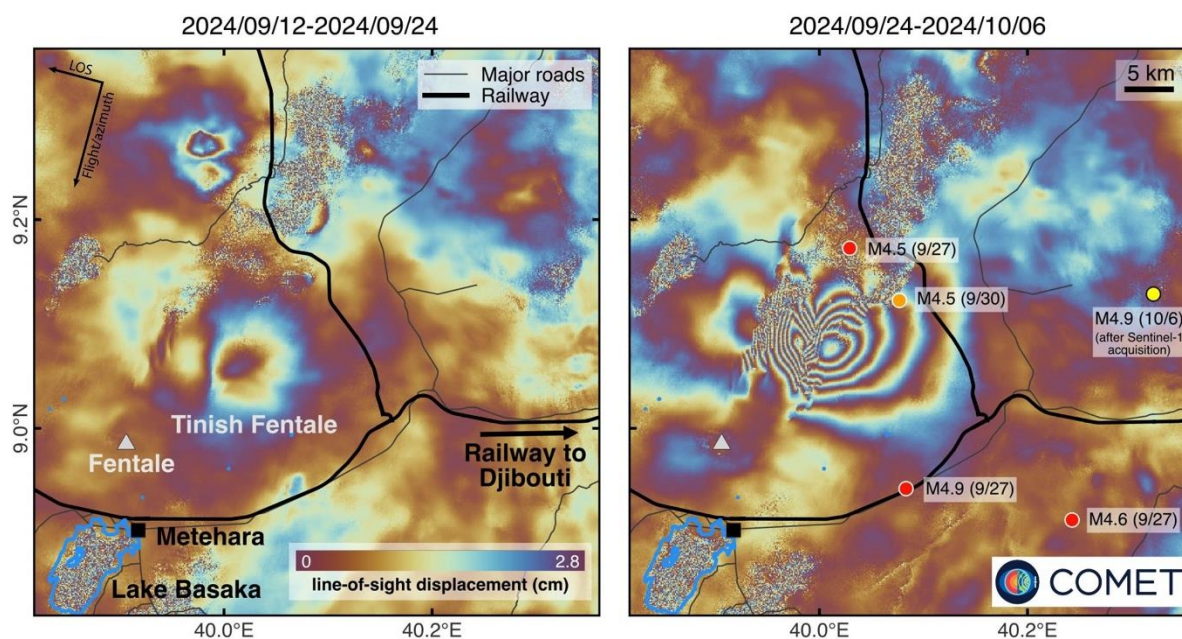 2024/09/12-2024/09/24
LOS
Flight/azimuth
Major roads
Railway
9.2°N
9.0°N
Tinish Fentale
Fentale
Railway to
Djibouti
Metehara
Lake Basaka
0
2.8
line-of-sight displacement (cm)
40.0°E
40.2°E
2024/09/24-2024/10/06
5 km
M4.5 (9/27)
M4.5 (9/30)
M4.9 (10/6)
(after Sentinel-1
acquisition)
M4.9 (9/27)
M4.6 (9/27)
COMET
40.0°E
40.2°E